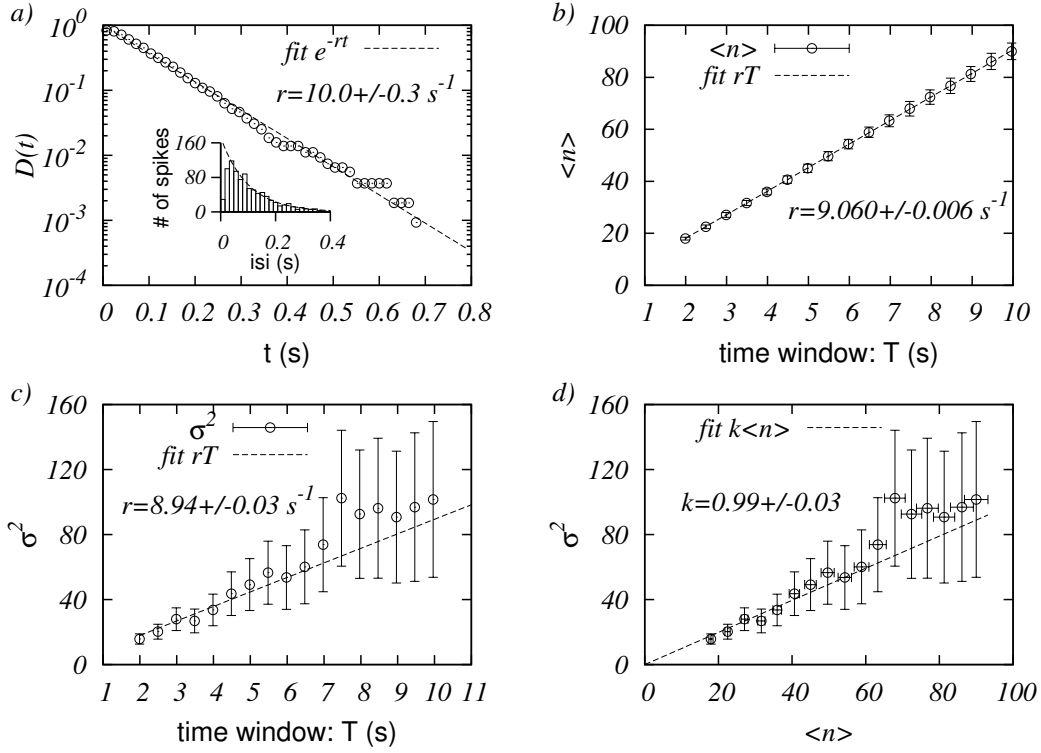 a)
10^0
10^-1
10^-2
10^-3
10^-4
D(t)
fit e^-rt
r=10.0+/-0.3 s^-1
# of spikes
160
80
0
0 0.2 0.4
isi (s)
0 0.1 0.2 0.3 0.4 0.5 0.6 0.7 0.8
t (s)
b)
100
80
60
40
20
0
<n>
<n>
fit rT
r=9.060+/-0.006 s^-1
1 2 3 4 5 6 7 8 9 10
time window: T (s)
c)
160
120
80
40
0
σ^2
σ^2
fit rT
r=8.94+/-0.03 s^-1
1 2 3 4 5 6 7 8 9 10 11
time window: T (s)
d)
160
120
80
40
0
σ^2
fit k<n>
k=0.99+/-0.03
0 20 40 60 80 100
<n>